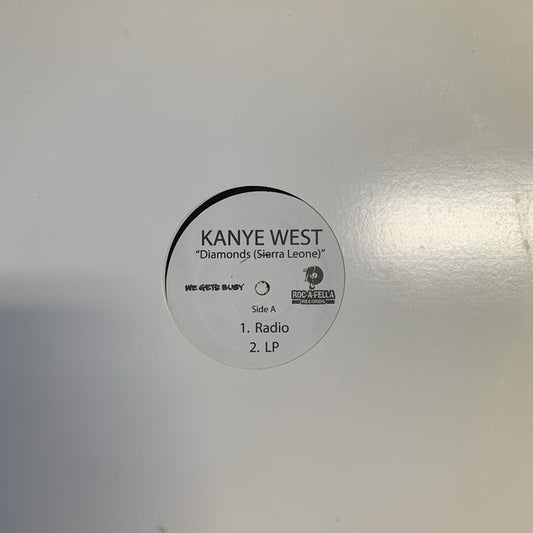 KANYE WEST
"Diamonds (Sierra Leone)"
WE GETS BUSY
ROC-A-FELLA
RECORDS
Side A
1. Radio
2. LP